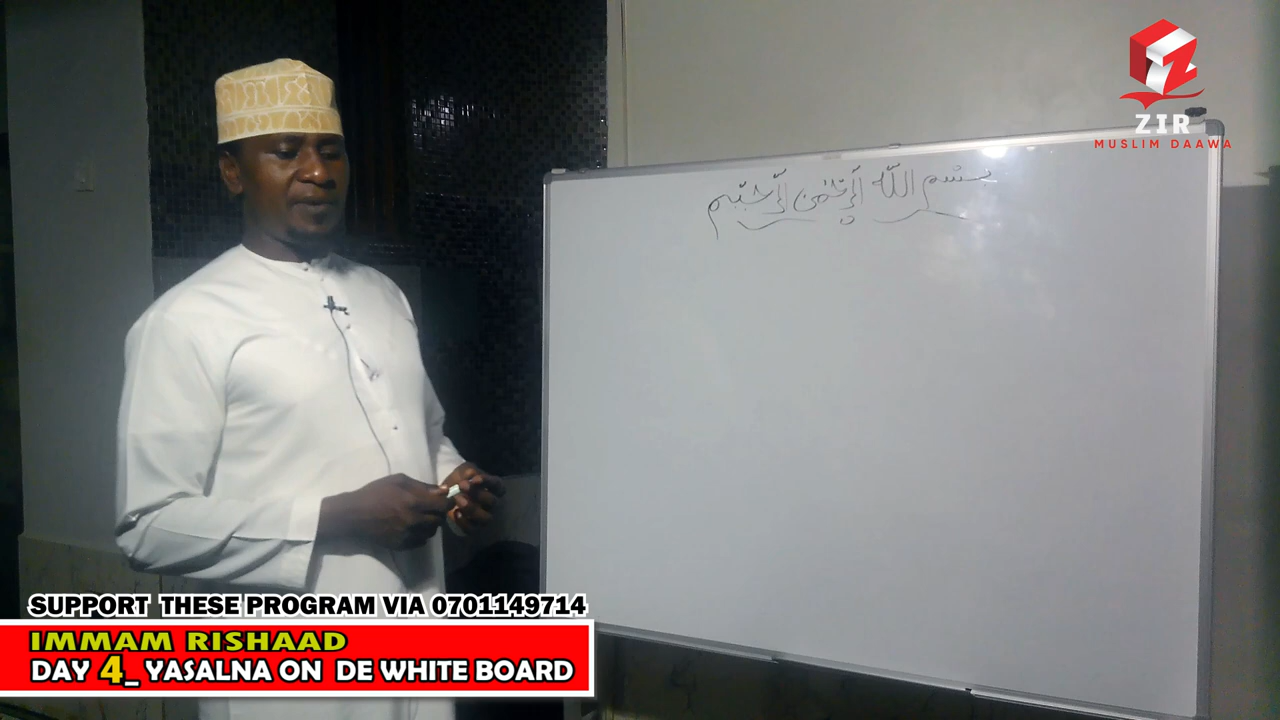 ZIR
MUSLIM DAAWA
بسم الله الرحمن الرحيم
SUPPORT THESE PROGRAM VIA 0701149714
IMMAM RISHAAD
DAY 4_ YASALNA ON DE WHITE BOARD